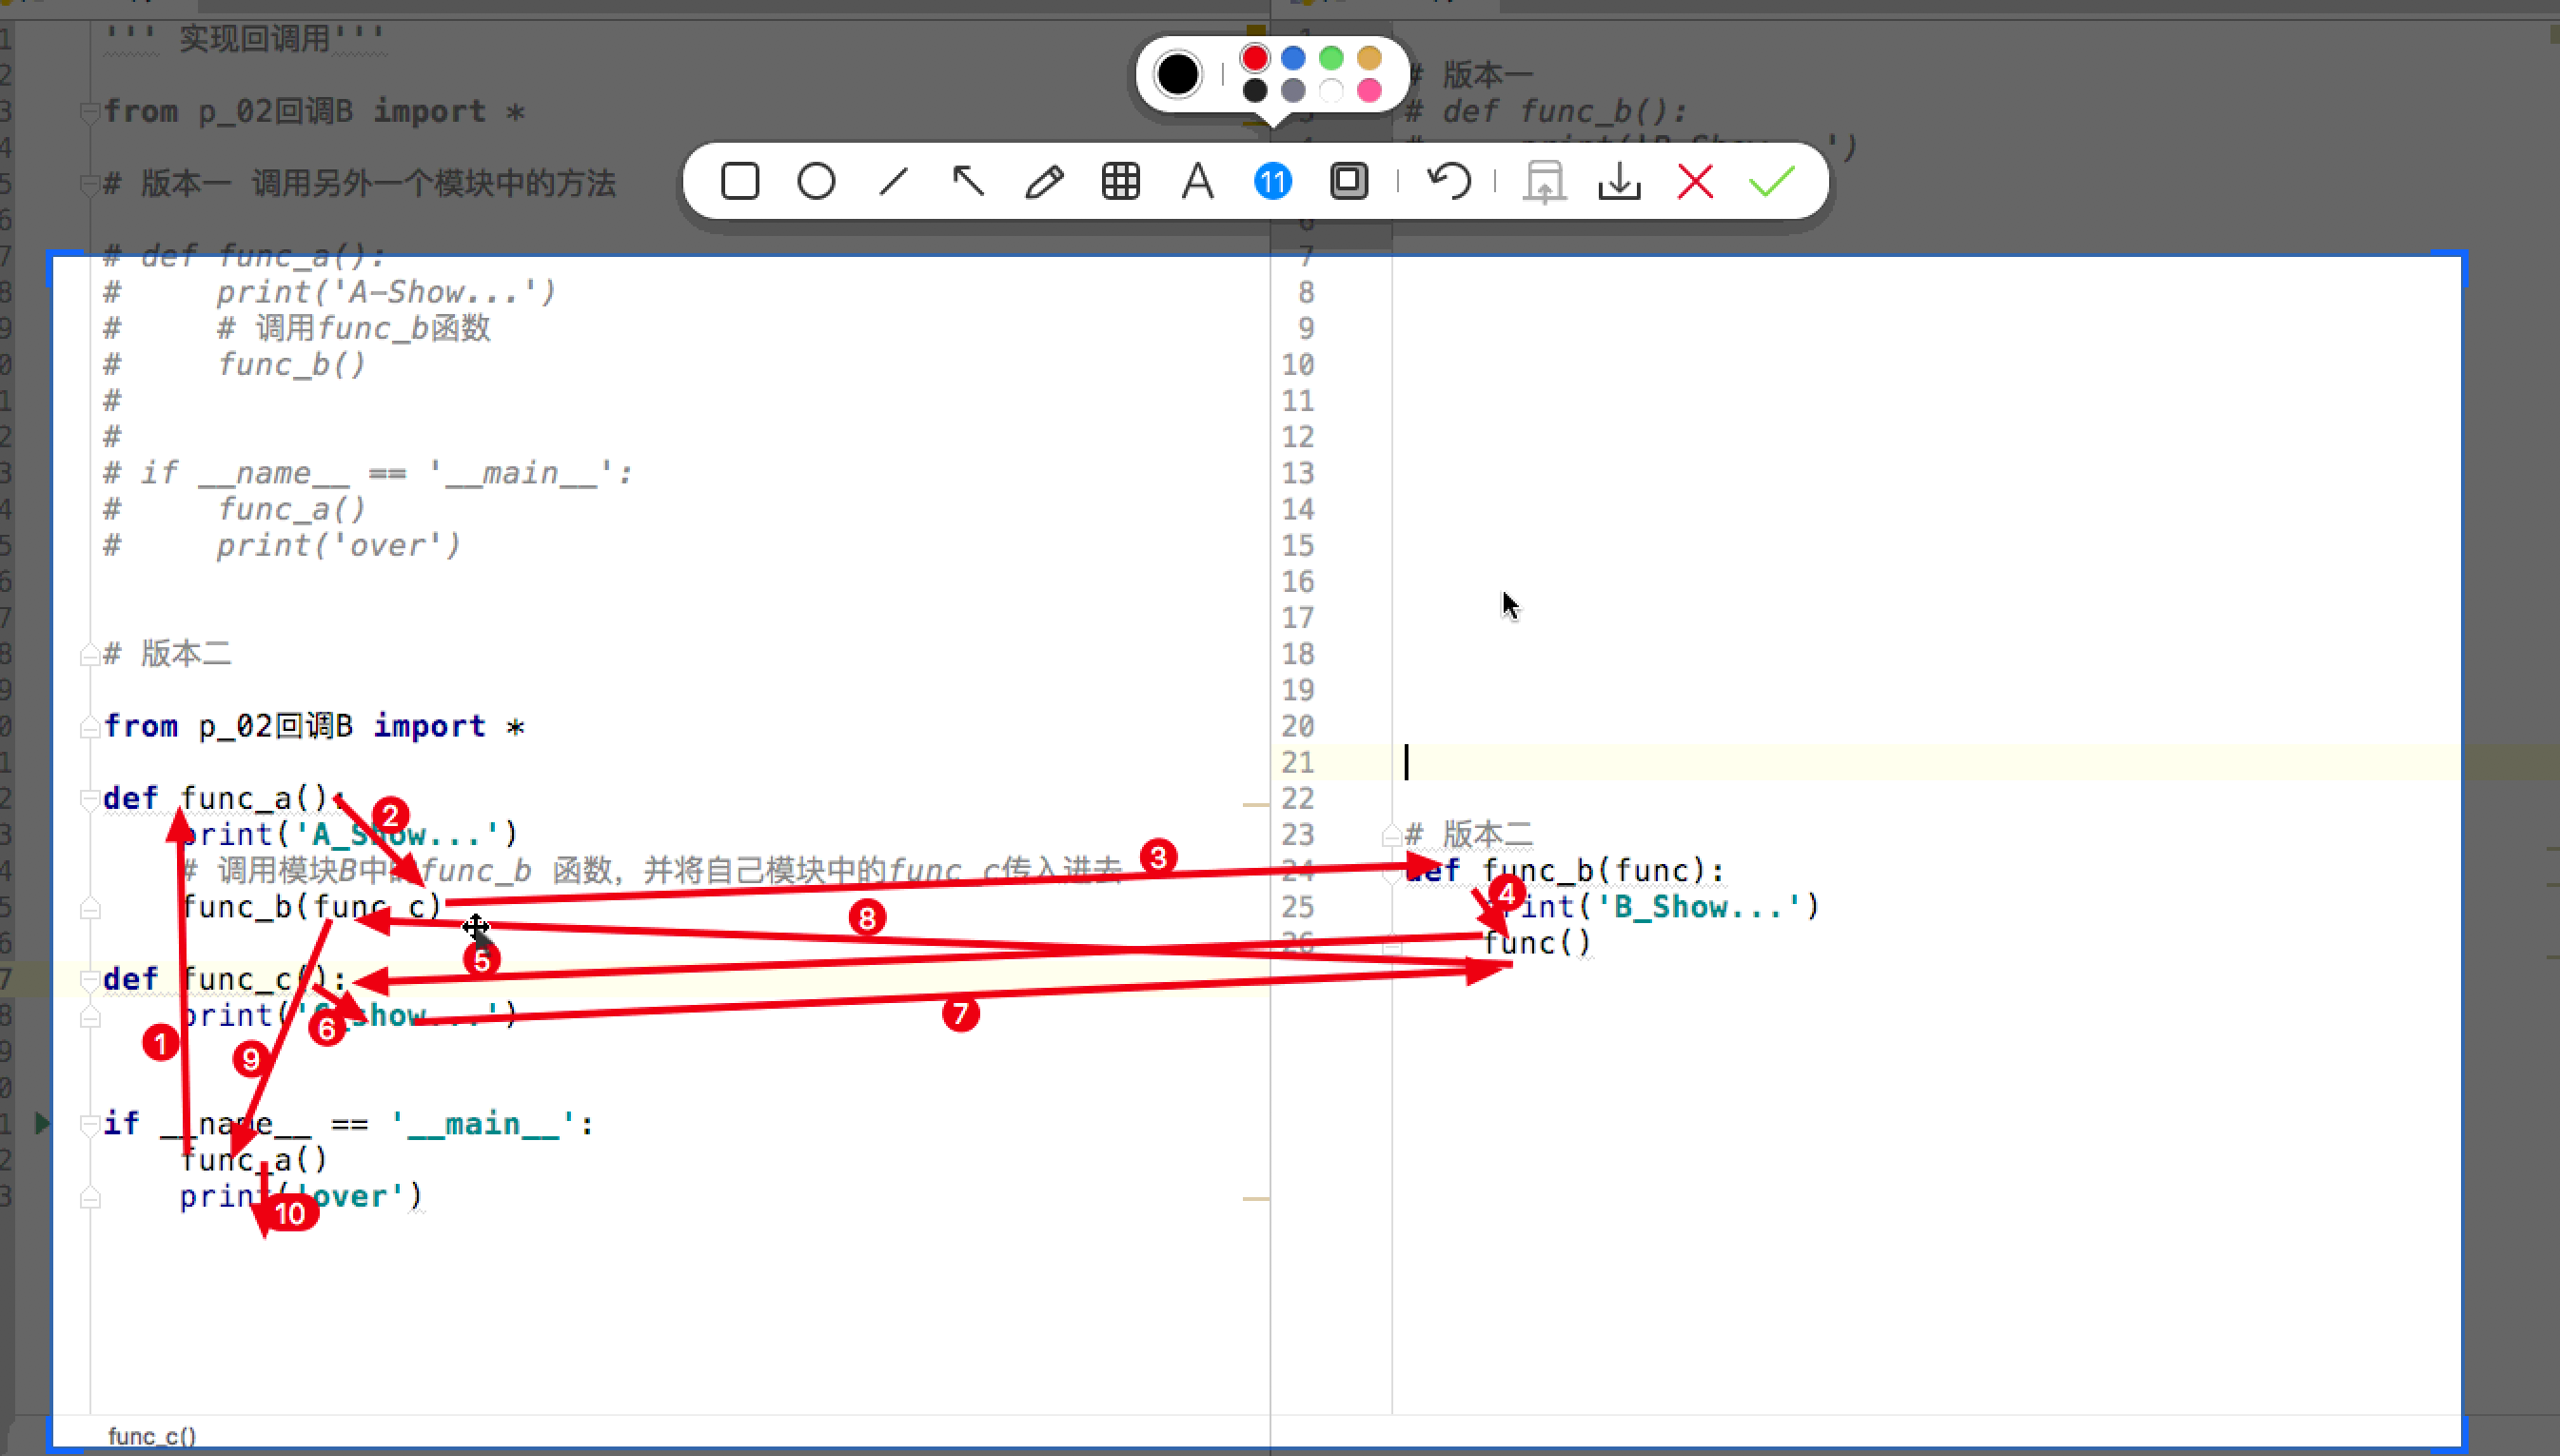 ''' 实现回调用'''
from p_02回调B import *
# 版本一 调用另外一个模块中的方法
# def func_a():
#     print('A-Show...')
#     # 调用func_b函数
#     func_b()
#
#
# if __name__ == '__main__':
#     func_a()
#     print('over')
# 版本二
from p_02回调B import *
def func_a():
    print('A_Show...')
    # 调用模块B中的func_b 函数，并将自己模块中的func_c传入进去
    func_b(func_c)
def func_c():
    print('C_show...')
if __name__ == '__main__':
    func_a()
    print('over')
1
2
3
4
5
6
7
8
9
10
func_c()
11
# 版本一
# def func_b():
#     print('B_Show...')
6
7
8
9
10
11
12
13
14
15
16
17
18
19
20
21
22
23 # 版本二
24 def func_b(func):
25     print('B_Show...')
26     func()